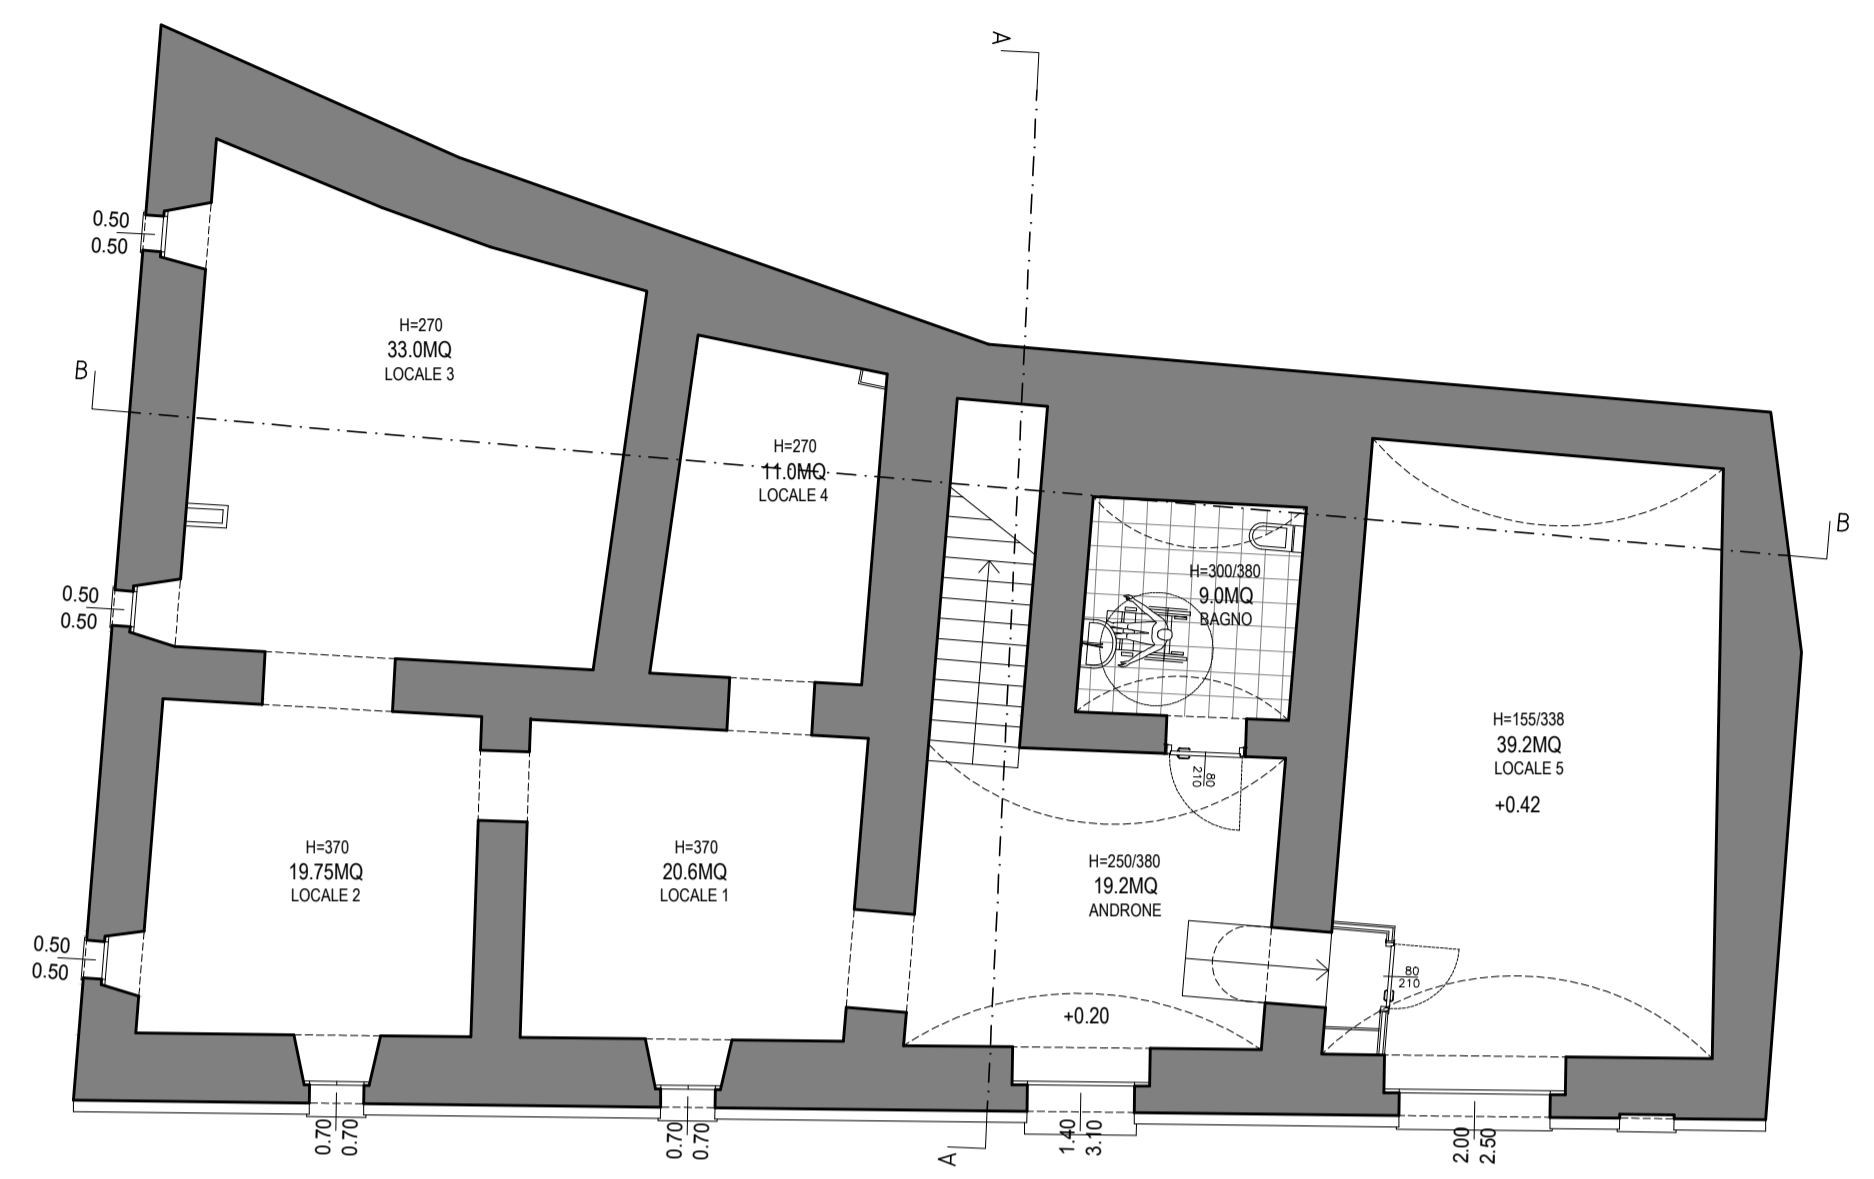 A
0.50
0.50
H=270
33.0MQ
LOCALE 3
B
H=270
11.0MQ
LOCALE 4
B
H=300/380
9.0MQ
BAGNO
0.50
0.50
H=155/338
39.2MQ
LOCALE 5
+0.42
80
210
H=370
19.75MQ
LOCALE 2
H=370
20.6MQ
LOCALE 1
H=250/380
19.2MQ
ANDRONE
0.50
0.50
80
210
+0.20
0.70
0.70
0.70
0.70
A
1.40
3.10
2.00
2.50